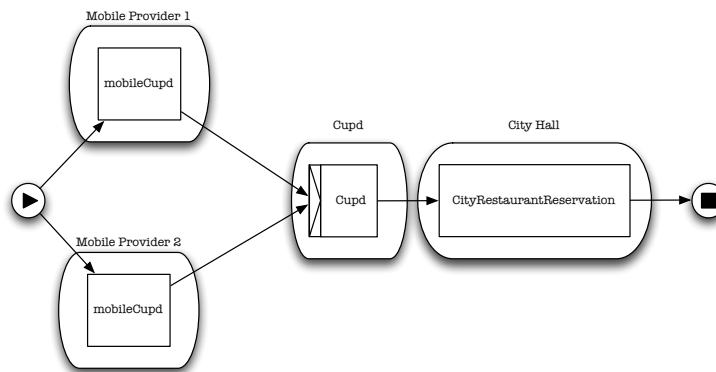 Mobile Provider 1
mobileCupd
Cupd
City Hall
Cupd
CityRestaurantReservation
Mobile Provider 2
mobileCupd